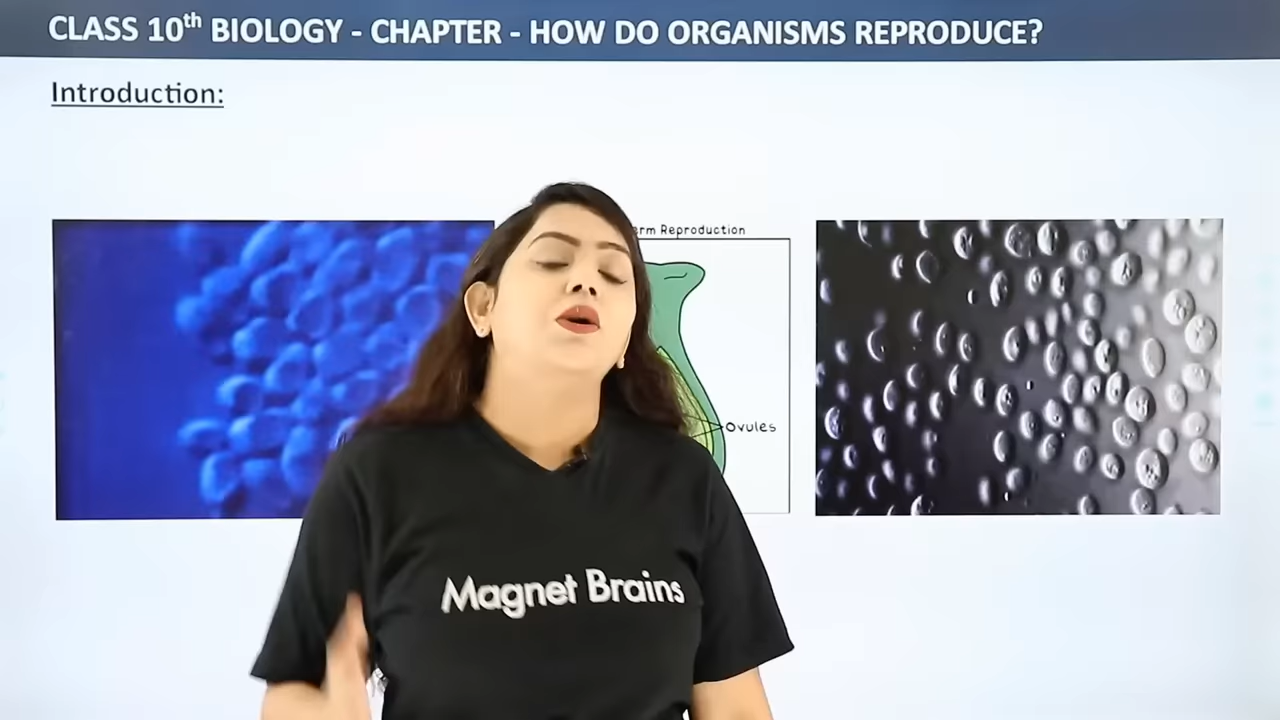 CLASS 10th BIOLOGY - CHAPTER - HOW DO ORGANISMS REPRODUCE?
Introduction:
Reproduction
Ovules
Magnet Brains